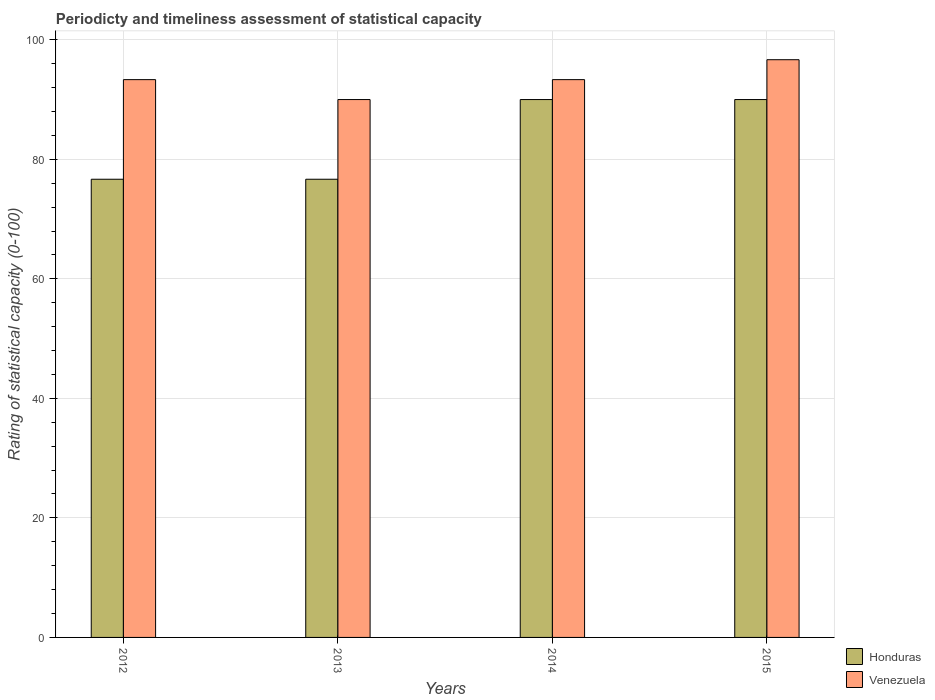 Periodicty and timeliness assessment of statistical capacity
Rating of statistical capacity (0-100)
100
80
60
40
20
0
2012
2013
2014
2015
Years
Honduras
Venezuela